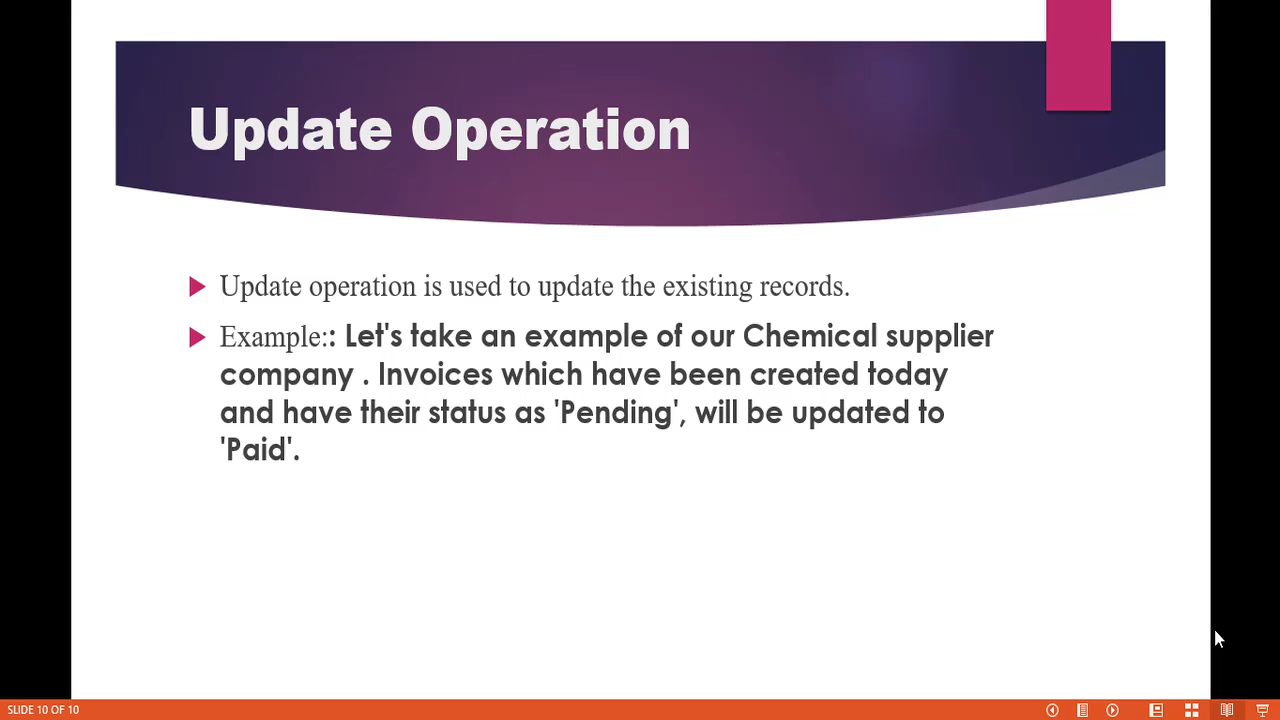 Update Operation
Update operation is used to update the existing records.
Example:: Let's take an example of our Chemical supplier
company . Invoices which have been created today
and have their status as 'Pending', will be updated to
'Paid'.
SLIDE 10 OF 10